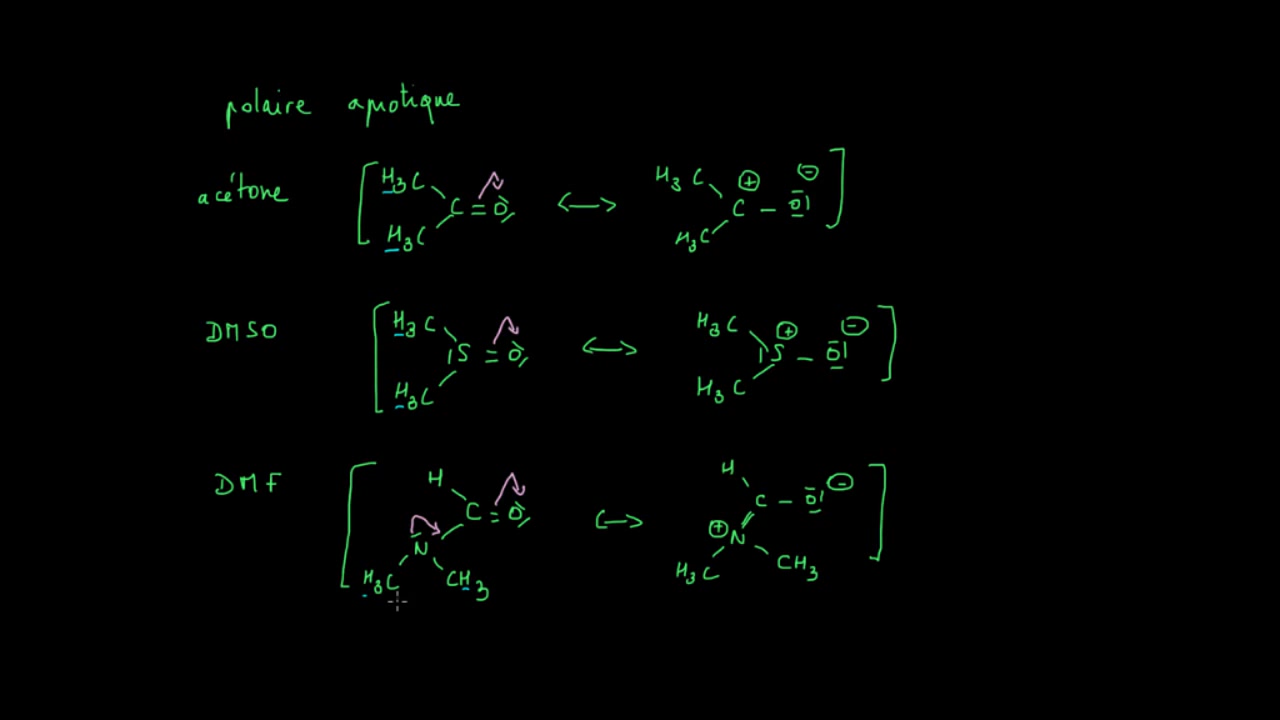 polaire aprotique
acétone [ H3C H3C C = O ↔ H3C H3C C ⊕ – O ⊖ ]
DMSO [ H3C H3C S = O ↔ H3C H3C S ⊕ – O ⊖ ]
DMF [ H C = O N H3C CH3 ↔ H C – O ⊖ ⊕ N H3C CH3 ]